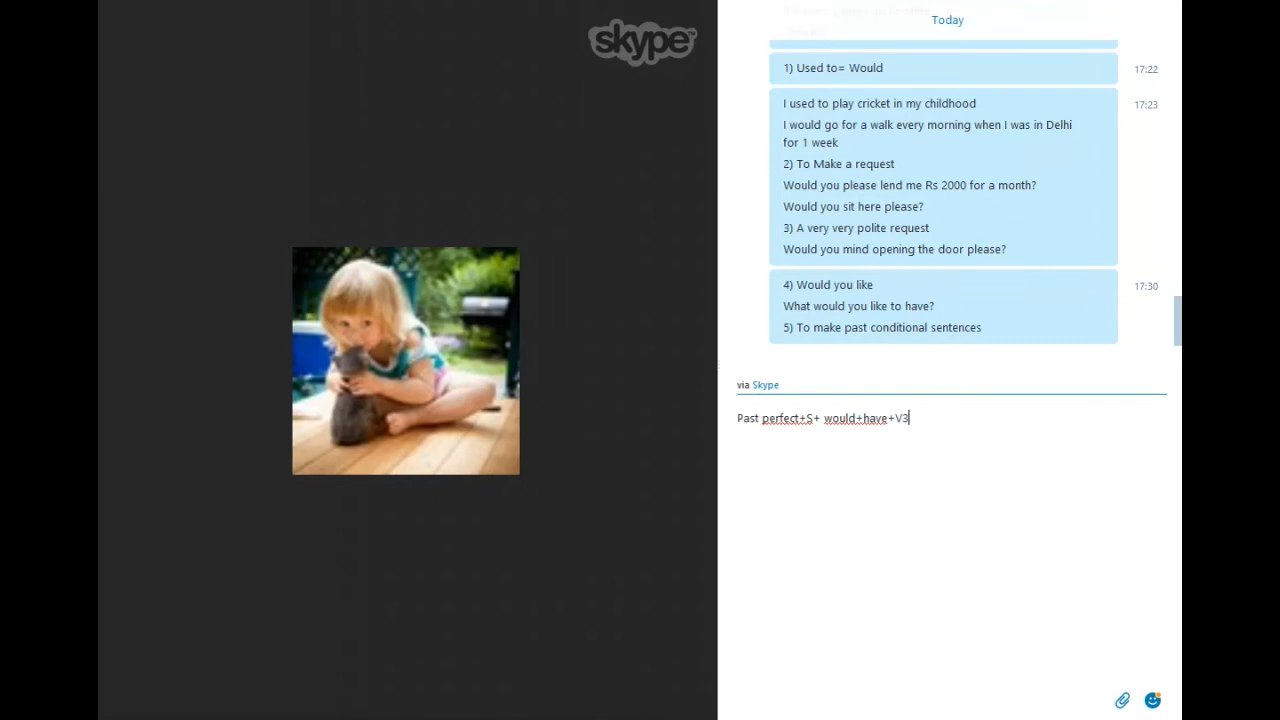 skype™
Today
1) Used to= Would
17:22
I used to play cricket in my childhood
17:23
I would go for a walk every morning when I was in Delhi
for 1 week
2) To Make a request
Would you please lend me Rs 2000 for a month?
Would you sit here please?
3) A very very polite request
Would you mind opening the door please?
4) Would you like
17:30
What would you like to have?
5) To make past conditional sentences
via Skype
Past perfect+S+ would+have+V3